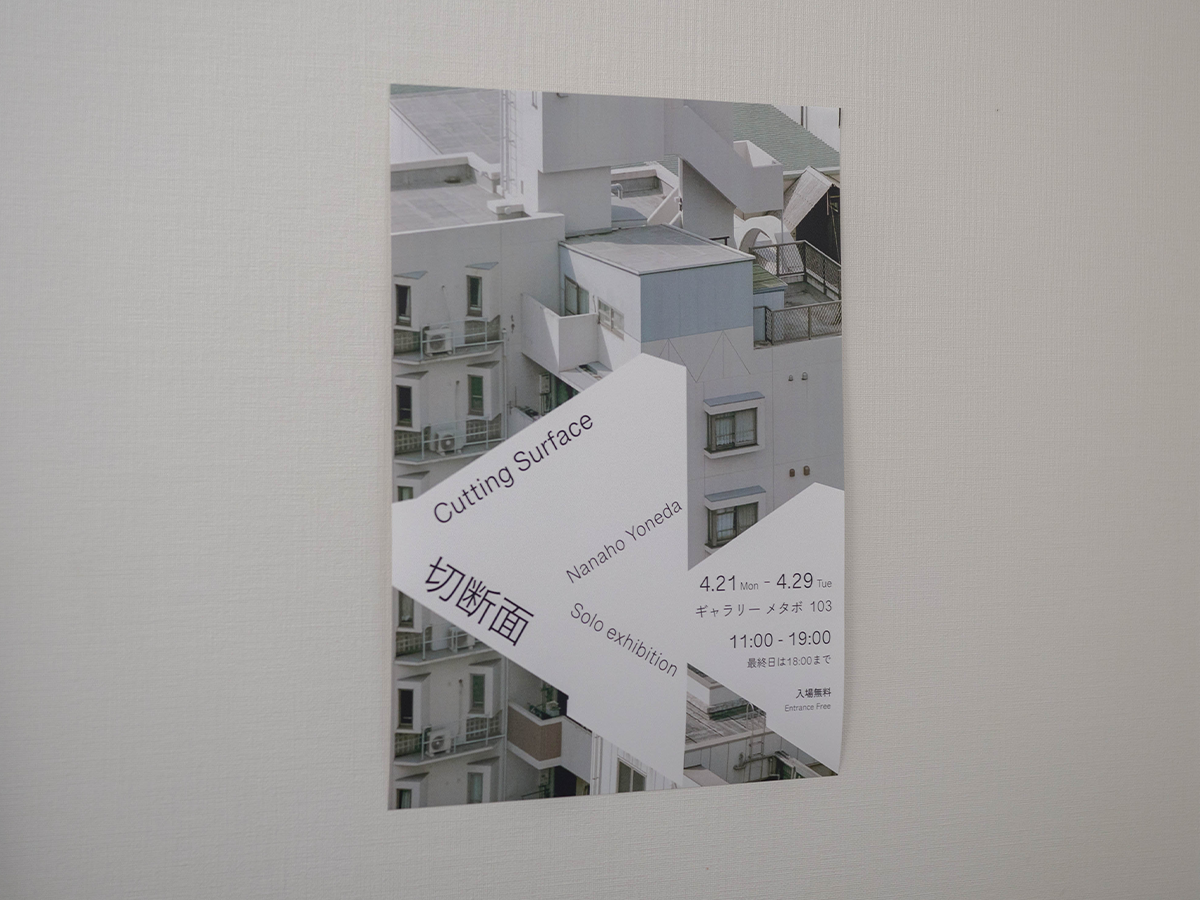 Cutting Surface
切断面
Nanaho Yoneda
Solo exhibition
4.21 Mon - 4.29 Tue
ギャラリー メタボ 103
11:00 - 19:00
最終日は18:00まで
入場無料
Entrance Free